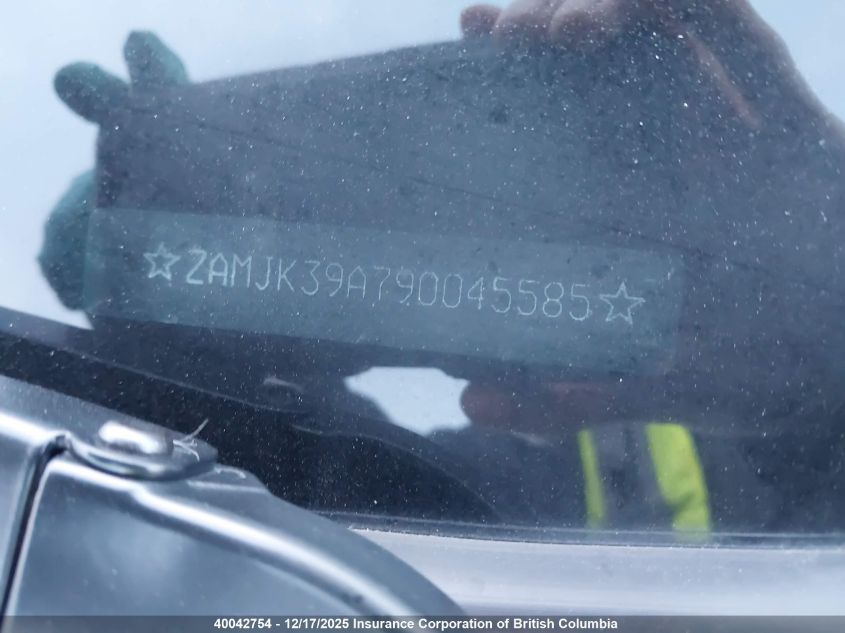 ☆ZAMJK39A790045585☆
40042754 - 12/17/2025 Insurance Corporation of British Columbia